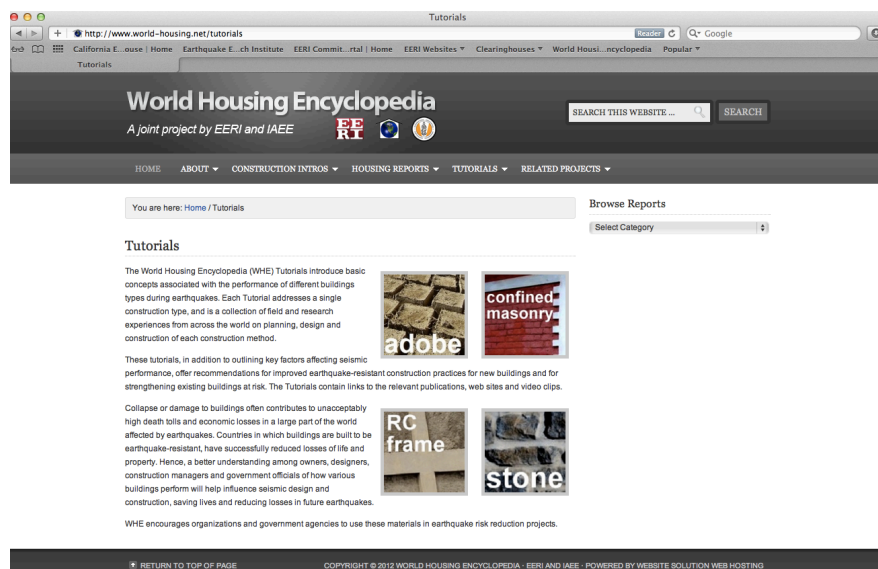 Tutorials
http://www.world-housing.net/tutorials
Reader
Google
California E...ouse | Home Earthquake E...ch Institute EERI Commit...rtal | Home EERI Websites Clearinghouses World Housi...ncyclopedia Popular
Tutorials
World Housing Encyclopedia
A joint project by EERI and IAEE
EE
RI
SEARCH THIS WEBSITE ...
SEARCH
HOME ABOUT CONSTRUCTION INTROS HOUSING REPORTS TUTORIALS RELATED PROJECTS
You are here: Home / Tutorials
Browse Reports
Select Category
Tutorials
The World Housing Encyclopedia (WHE) Tutorials introduce basic
concepts associated with the performance of different buildings
types during earthquakes. Each Tutorial addresses a single
construction type, and is a collection of field and research
experiences from across the world on planning, design and
construction of each construction method.
adobe
confined
masonry
These tutorials, in addition to outlining key factors affecting seismic
performance, offer recommendations for improved earthquake-resistant construction practices for new buildings and for
strengthening existing buildings at risk. The Tutorials contain links to the relevant publications, web sites and video clips.
Collapse or damage to buildings often contributes to unacceptably
high death tolls and economic losses in a large part of the world
affected by earthquakes. Countries in which buildings are built to be
earthquake-resistant, have successfully reduced losses of life and
property. Hence, a better understanding among owners, designers,
construction managers and government officials of how various
buildings perform will help influence seismic design and
construction, saving lives and reducing losses in future earthquakes.
RC
frame
stone
WHE encourages organizations and government agencies to use these materials in earthquake risk reduction projects.
RETURN TO TOP OF PAGE
COPYRIGHT © 2012 WORLD HOUSING ENCYCLOPEDIA · EERI AND IAEE · POWERED BY WEBSITE SOLUTION WEB HOSTING